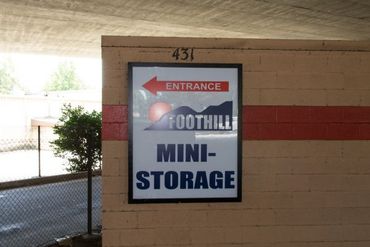 431
ENTRANCE
FOOTHILL
MINI-
STORAGE